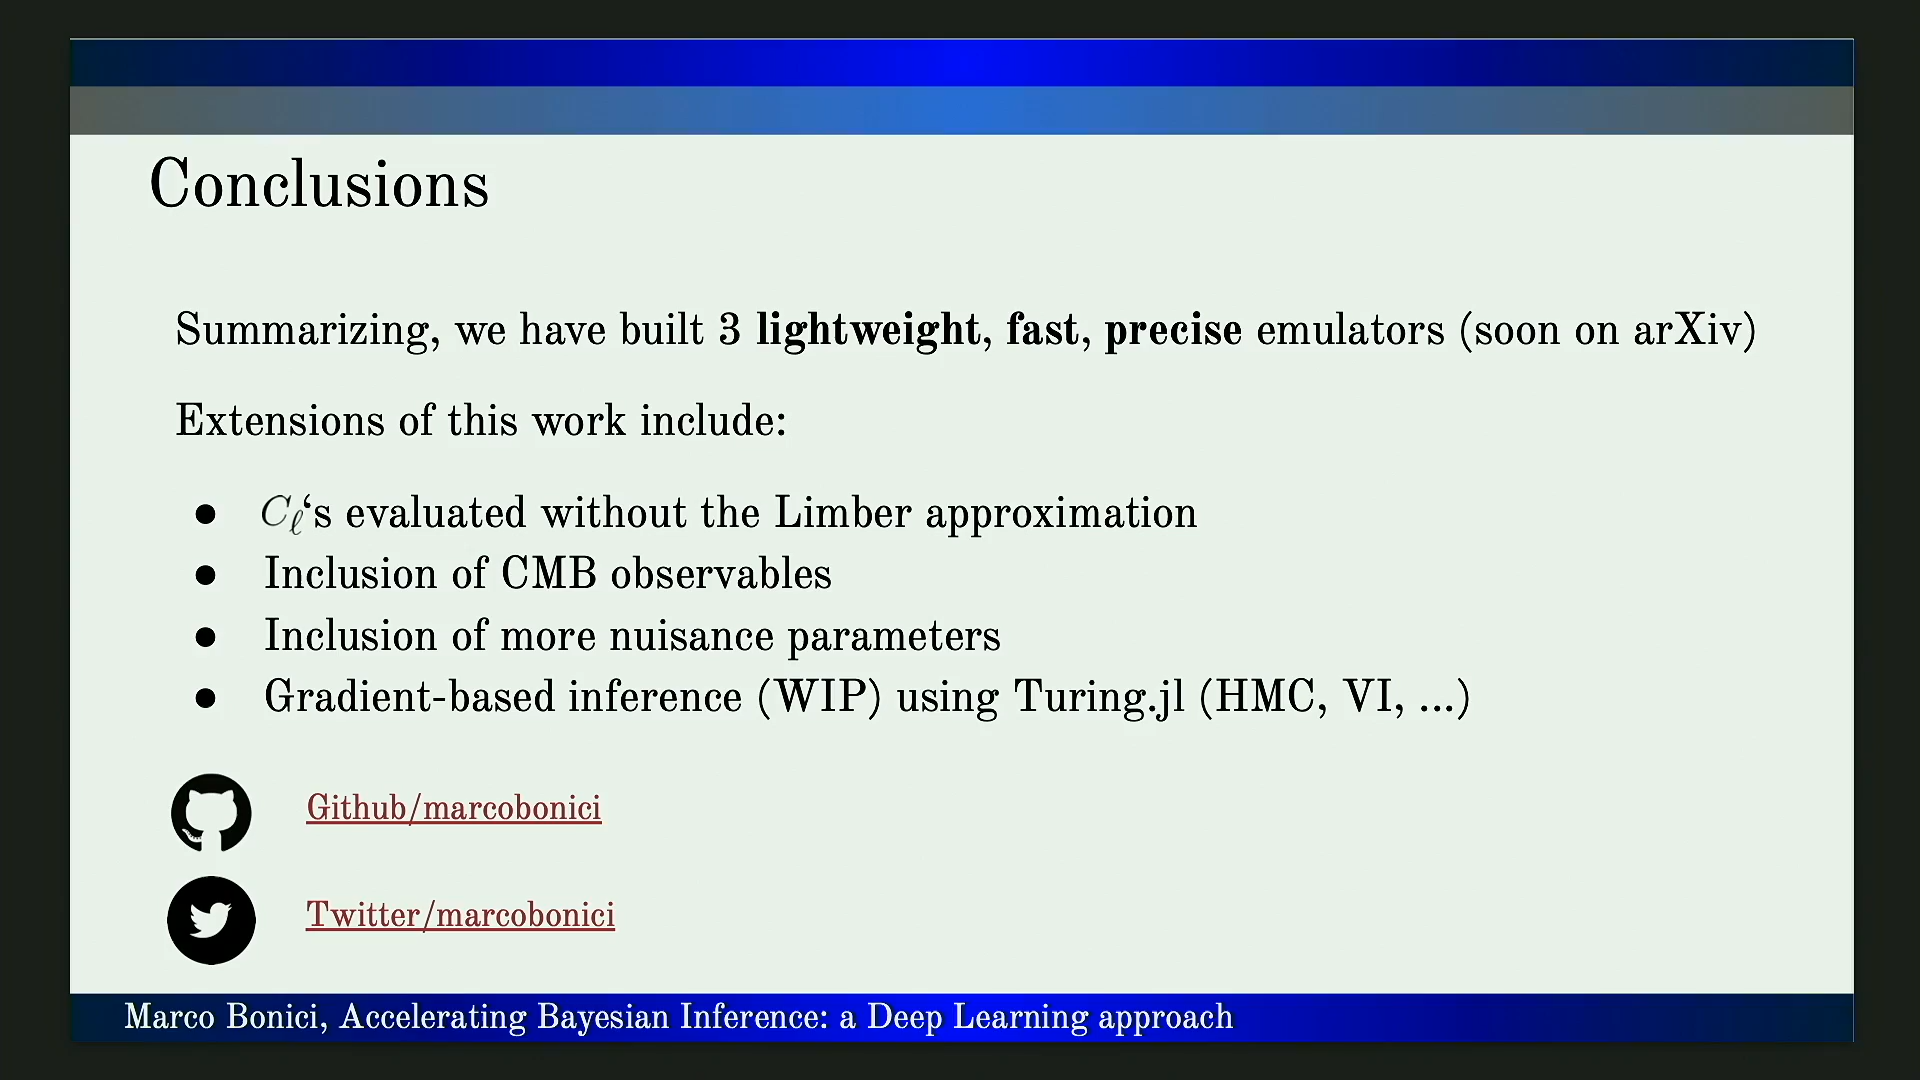 Conclusions
Summarizing, we have built 3 lightweight, fast, precise emulators (soon on arXiv)
Extensions of this work include:
● Cℓ‘s evaluated without the Limber approximation
● Inclusion of CMB observables
● Inclusion of more nuisance parameters
● Gradient-based inference (WIP) using Turing.jl (HMC, VI, ...)
Github/marcobonici
Twitter/marcobonici
Marco Bonici, Accelerating Bayesian Inference: a Deep Learning approach